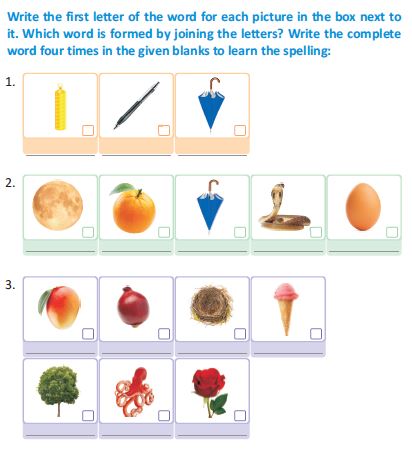 Write the first letter of the word for each picture in the box next to
it. Which word is formed by joining the letters? Write the complete
word four times in the given blanks to learn the spelling:
1.
2.
3.